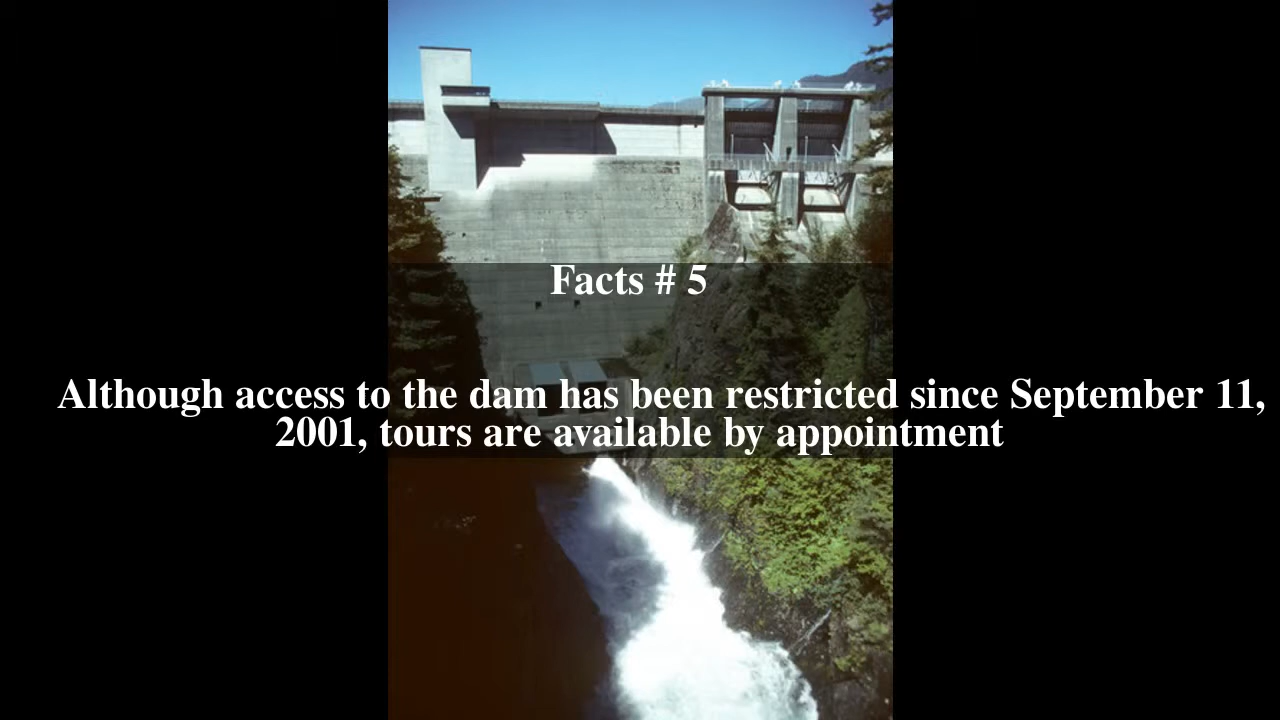 Facts # 5
Although access to the dam has been restricted since September 11,
2001, tours are available by appointment